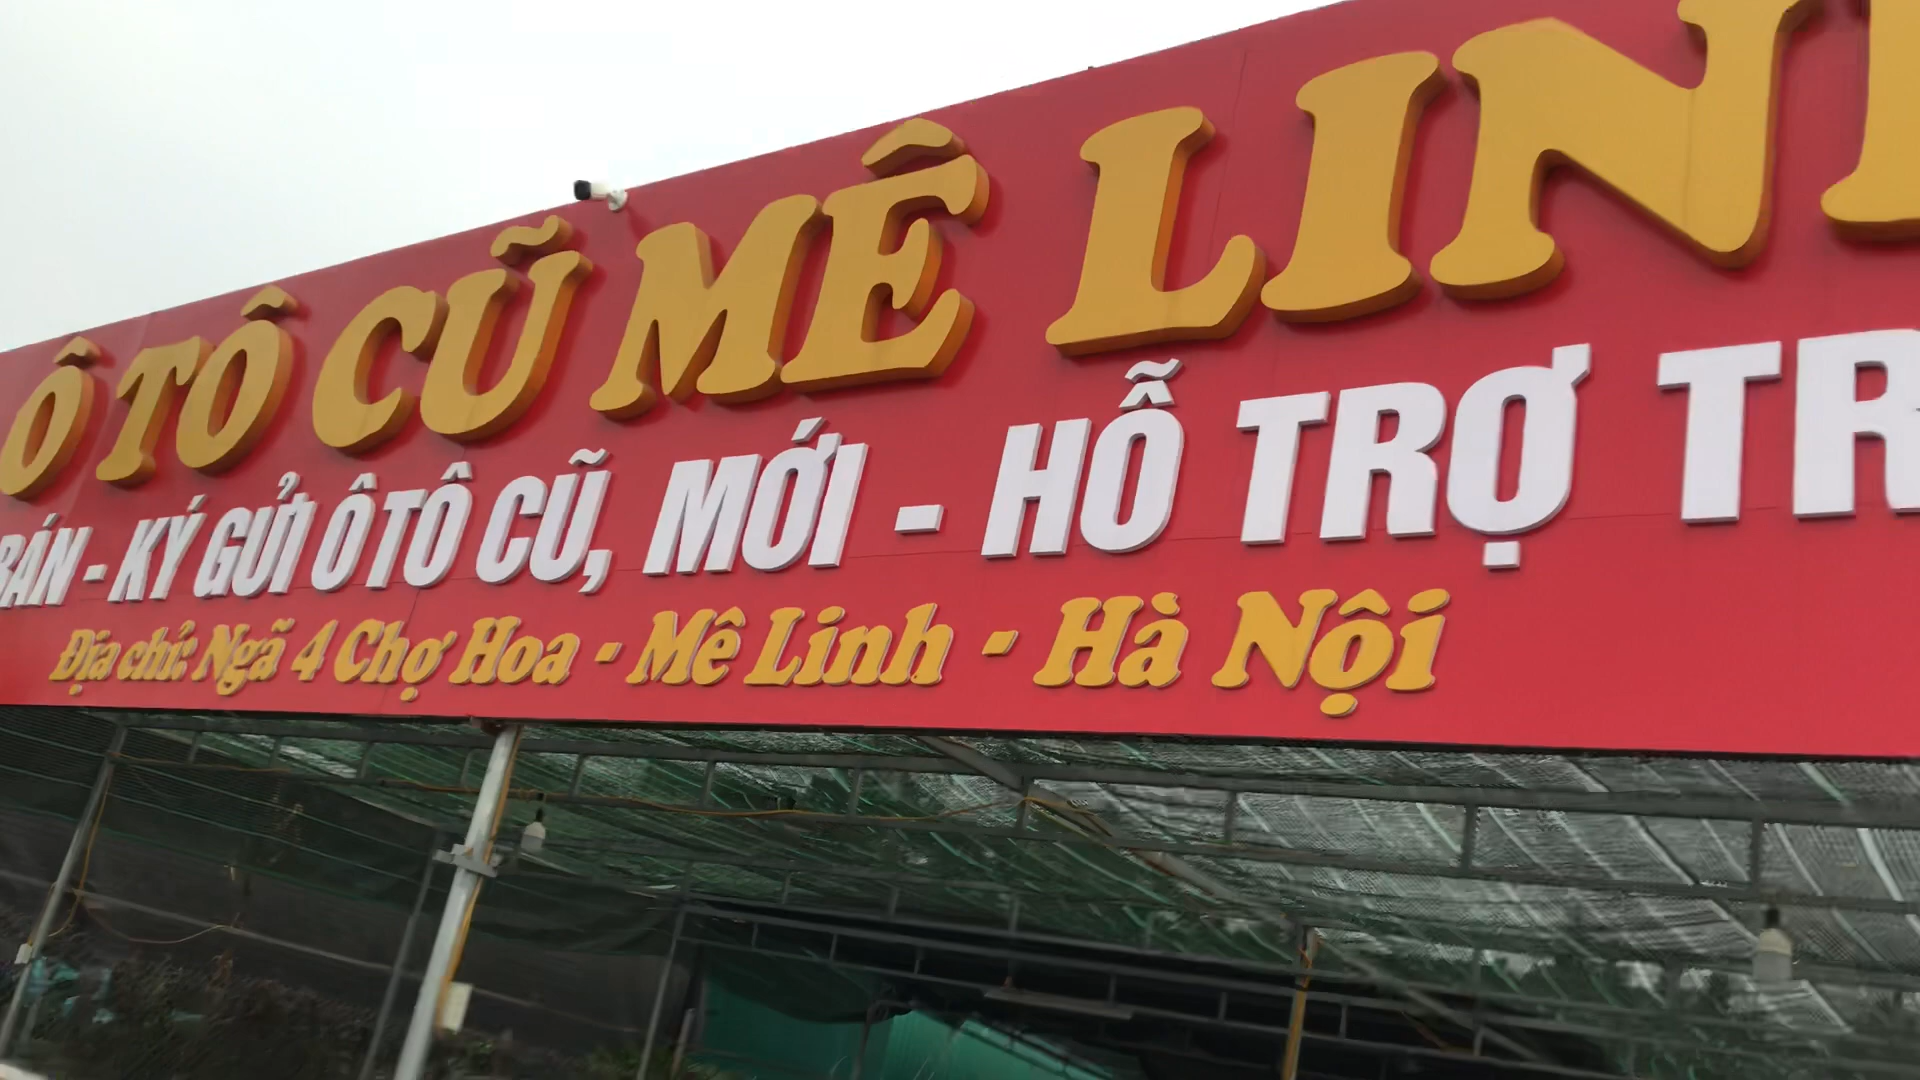 Ô TÔ CŨ MÊ LINH
BÁN - KÝ GỬI Ô TÔ CŨ, MỚI - HỖ TRỢ TR
Địa chỉ: Ngã 4 Chợ Hoa - Mê Linh - Hà Nội